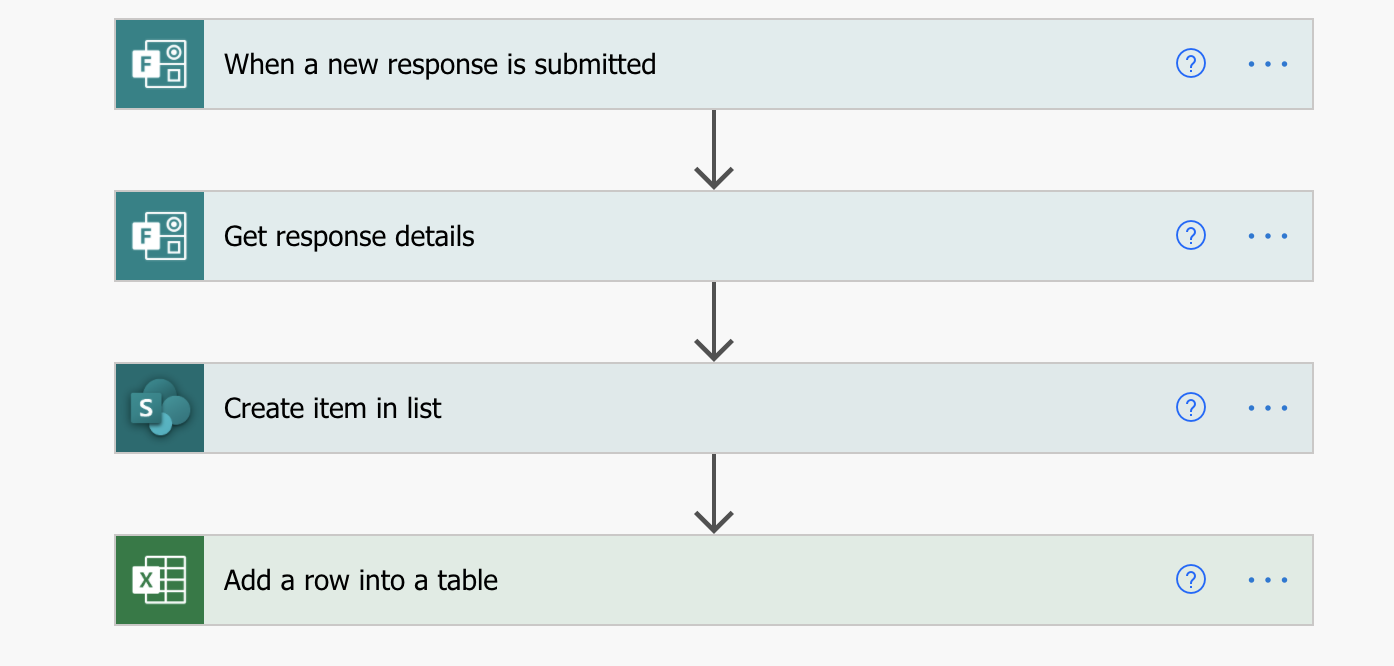 F When a new response is submitted ? ...
F Get response details ? ...
S Create item in list ? ...
X Add a row into a table ? ...